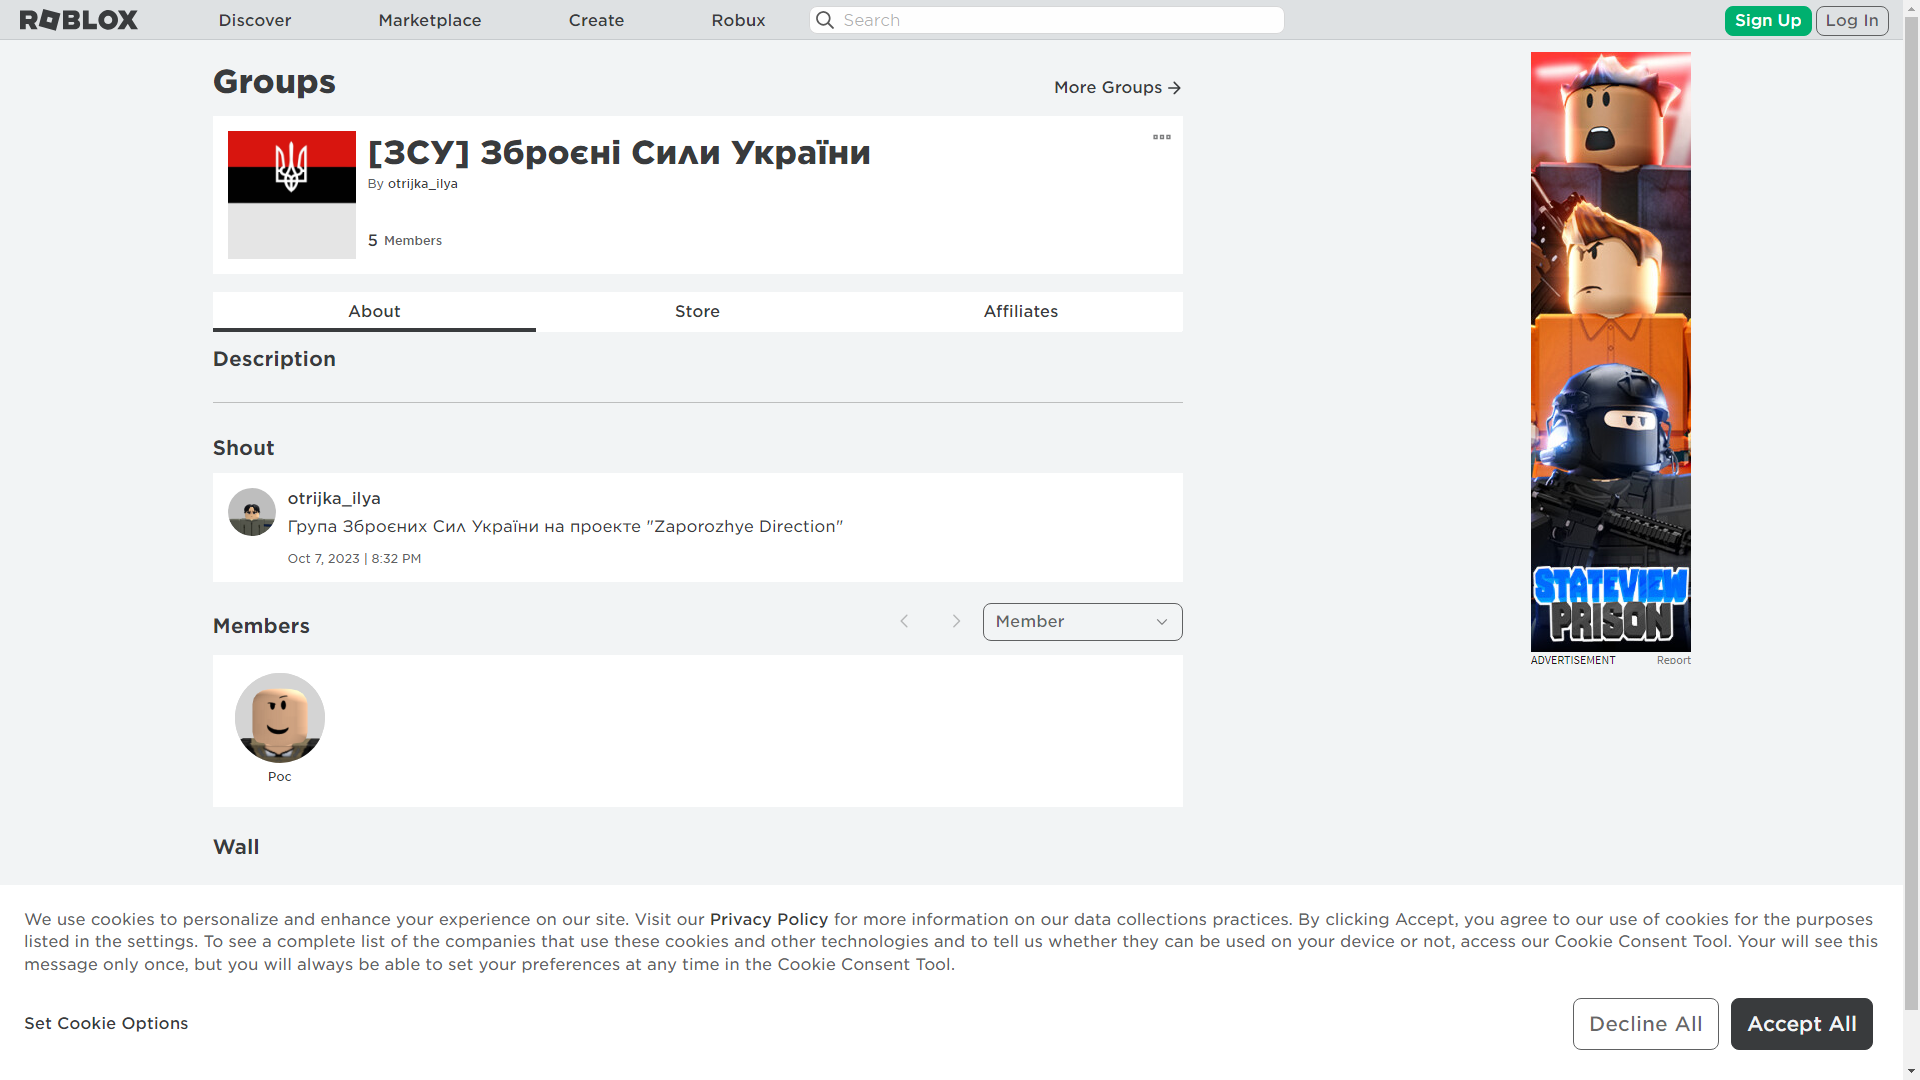 ROBLOX
Discover
Marketplace
Create
Robux
Search
Sign Up
Log In
Groups
More Groups
[ЗСУ] Зброєні Сили України
By otrijka_ilya
5 Members
About
Store
Affiliates
Description
Shout
otrijka_ilya
Група Зброєних Сил України на проекте "Zaporozhye Direction"
Oct 7, 2023 | 8:32 PM
Members
Member
Рос
Wall
STATEVIEW
PRISON
ADVERTISEMENT
Report
We use cookies to personalize and enhance your experience on our site. Visit our Privacy Policy for more information on our data collections practices. By clicking Accept, you agree to our use of cookies for the purposes
listed in the settings. To see a complete list of the companies that use these cookies and other technologies and to tell us whether they can be used on your device or not, access our Cookie Consent Tool. Your will see this
message only once, but you will always be able to set your preferences at any time in the Cookie Consent Tool.
Set Cookie Options
Decline All
Accept All